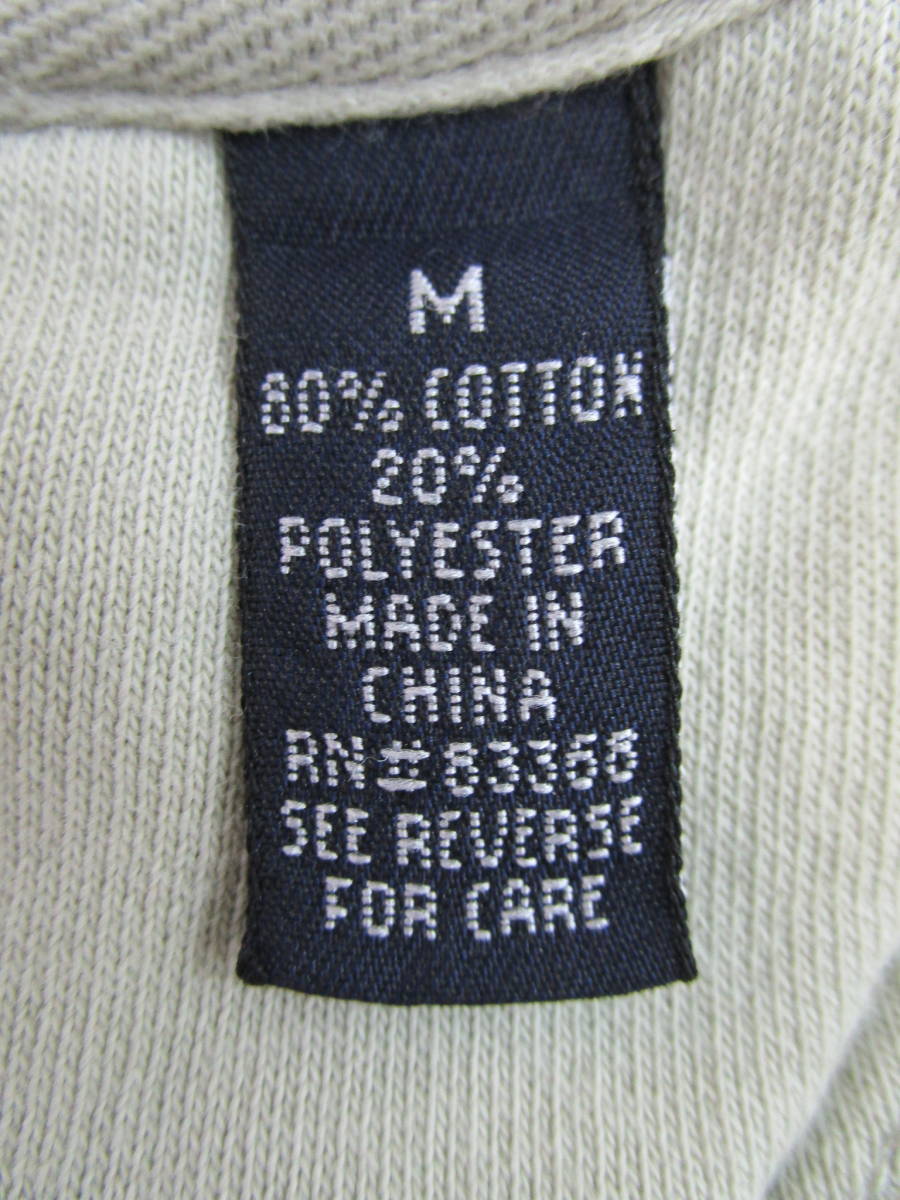 M
80% COTTON
20%
POLYESTER
MADE IN
CHINA
RN#83368
SEE REVERSE
FOR CARE